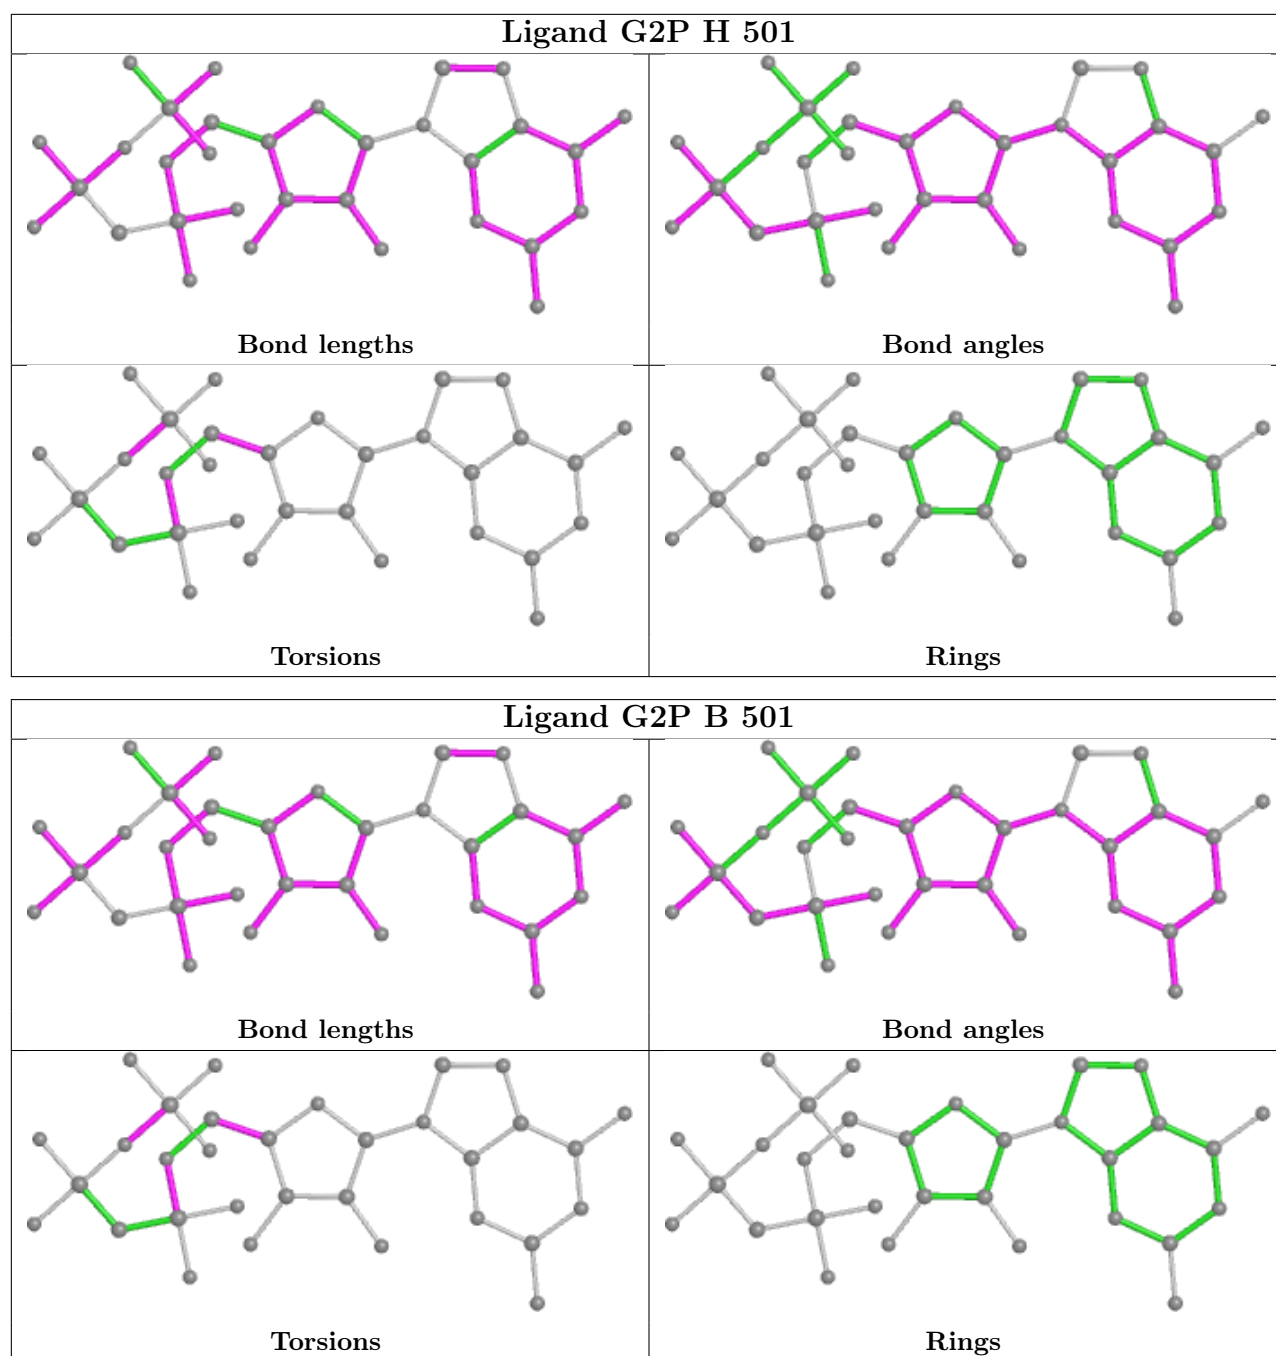 Ligand G2P H 501
Bond lengths
Bond angles
Torsions
Rings
Ligand G2P B 501
Bond lengths
Bond angles
Torsions
Rings